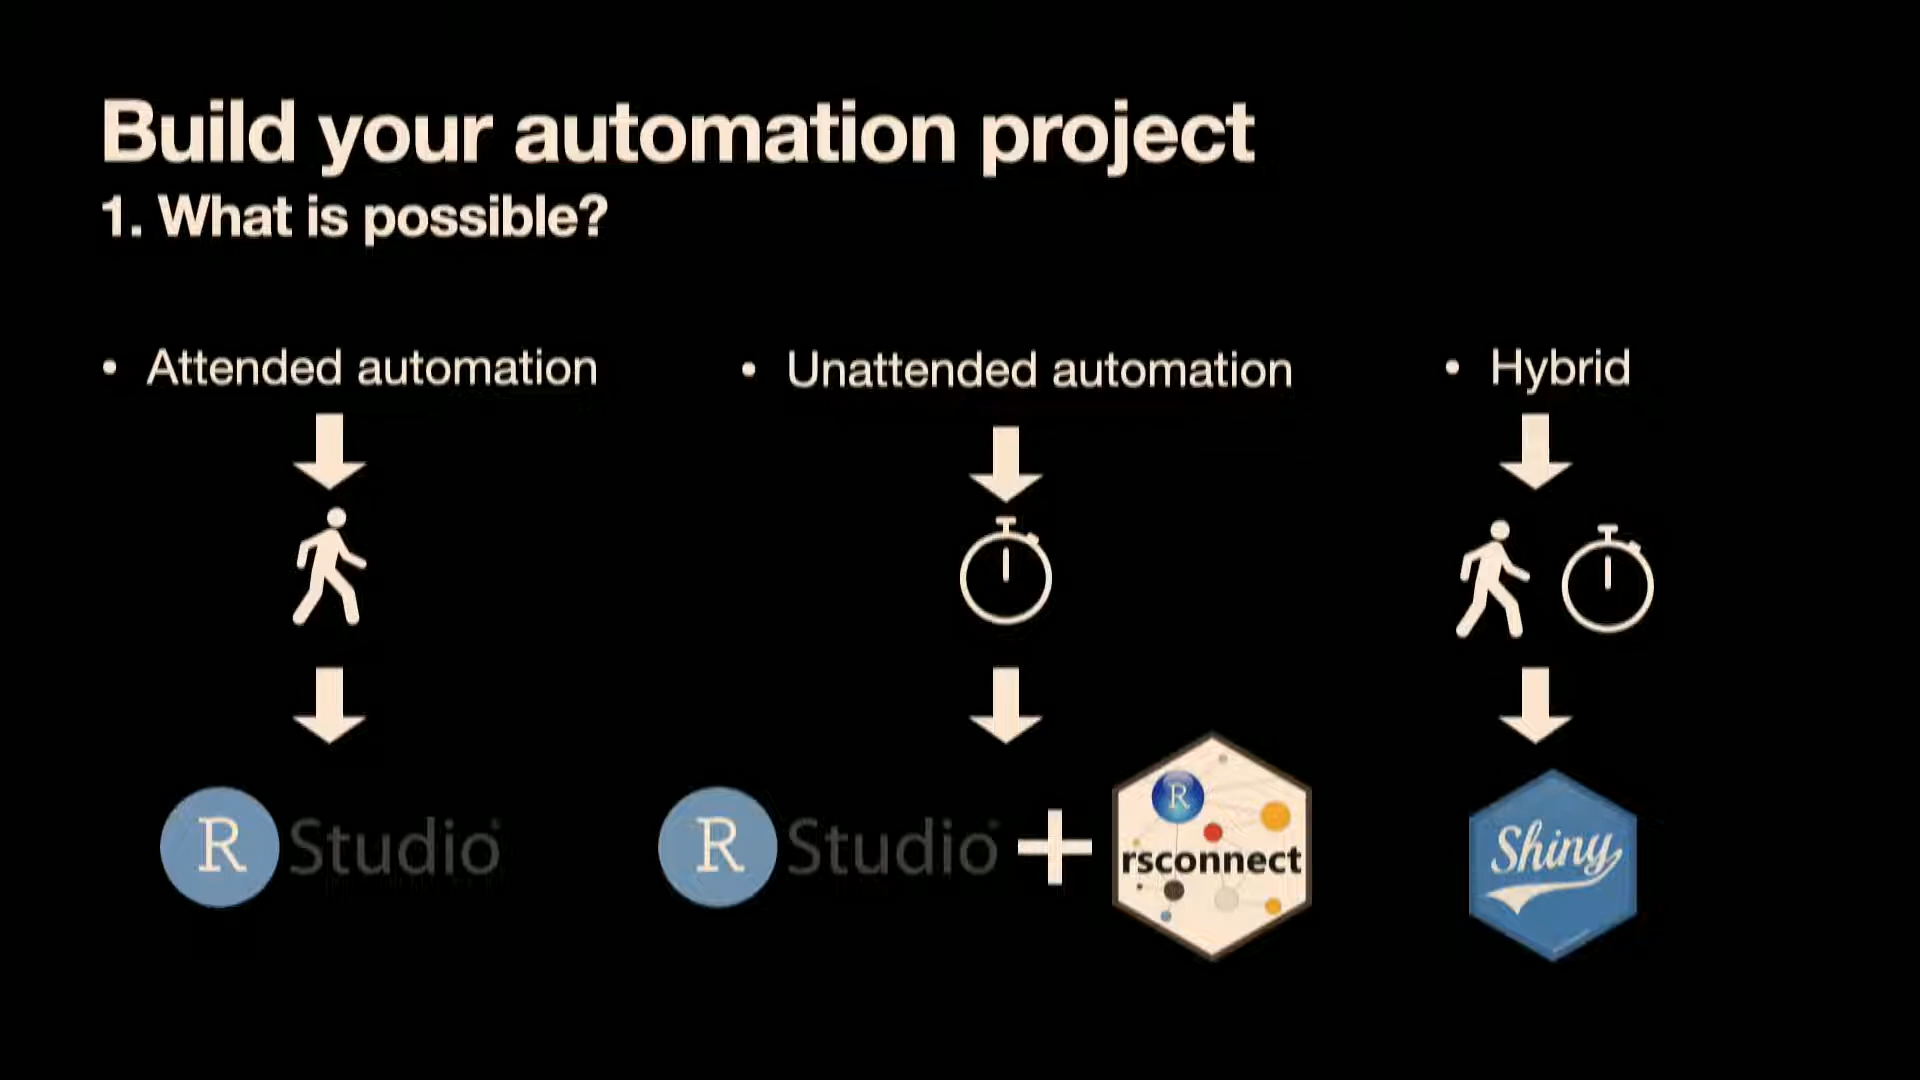 Build your automation project
1. What is possible?
• Attended automation
• Unattended automation
• Hybrid
R Studio
R Studio
R
rsconnect
Shiny